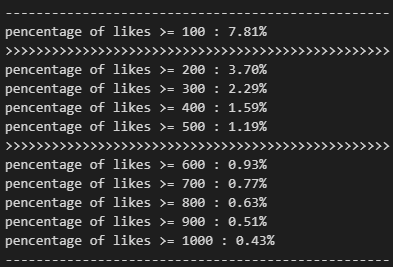 --------------------------------------------------
pencentage of likes >= 100 : 7.81%
>>>>>>>>>>>>>>>>>>>>>>>>>>>>>>>>>>>>>>>>>>>>>>>>>>
pencentage of likes >= 200 : 3.70%
pencentage of likes >= 300 : 2.29%
pencentage of likes >= 400 : 1.59%
pencentage of likes >= 500 : 1.19%
>>>>>>>>>>>>>>>>>>>>>>>>>>>>>>>>>>>>>>>>>>>>>>>>>>
pencentage of likes >= 600 : 0.93%
pencentage of likes >= 700 : 0.77%
pencentage of likes >= 800 : 0.63%
pencentage of likes >= 900 : 0.51%
pencentage of likes >= 1000 : 0.43%
--------------------------------------------------